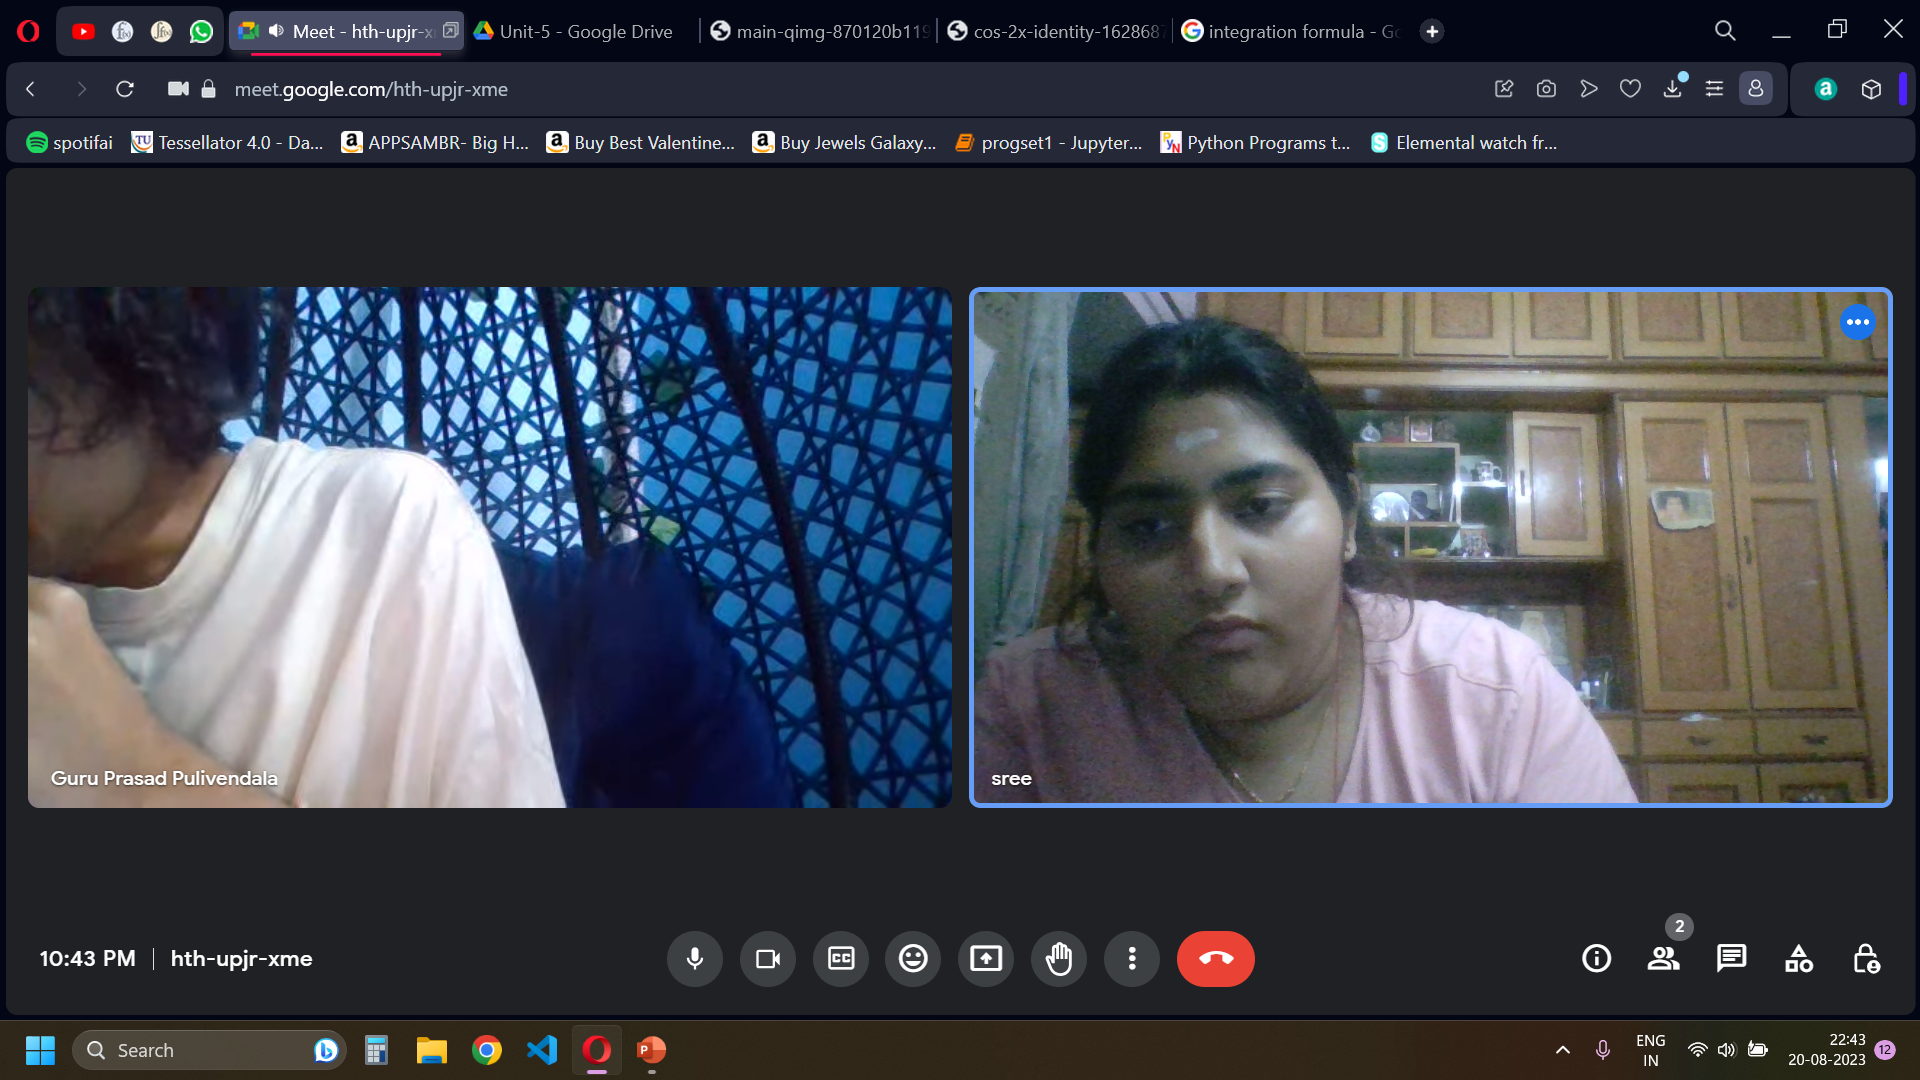 Meet - hth-upjr-x
Unit-5 - Google Drive
main-qimg-870120b119
cos-2x-identity-162868
integration formula - Go
meet.google.com/hth-upjr-xme
spotifai
Tessellator 4.0 - Da...
APPSAMBR- Big H...
Buy Best Valentine...
Buy Jewels Galaxy...
progset1 - Jupyter...
Python Programs t...
Elemental watch fr...
Guru Prasad Pulivendala
sree
2
10:43 PM
hth-upjr-xme
CC
Search
ENG
IN
22:43
20-08-2023
12